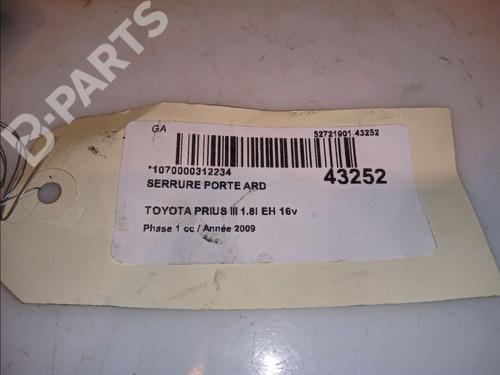 B-PARTS
GA
52721901 43252
*1070000312234
43252
SERRURE PORTE ARD
TOYOTA PRIUS III 1.8I EH 16v
Phase 1 cc / Année 2009